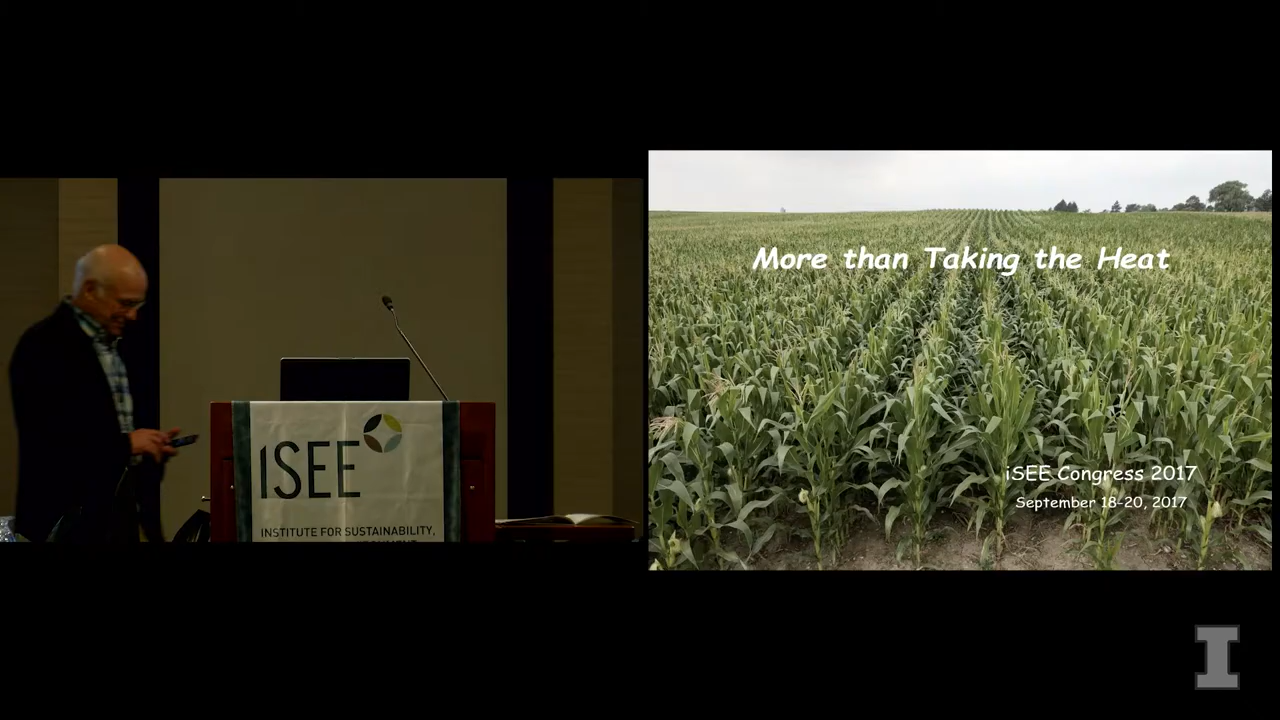 iSEE
INSTITUTE FOR SUSTAINABILITY,
More than Taking the Heat
iSEE Congress 2017
September 18-20, 2017
I